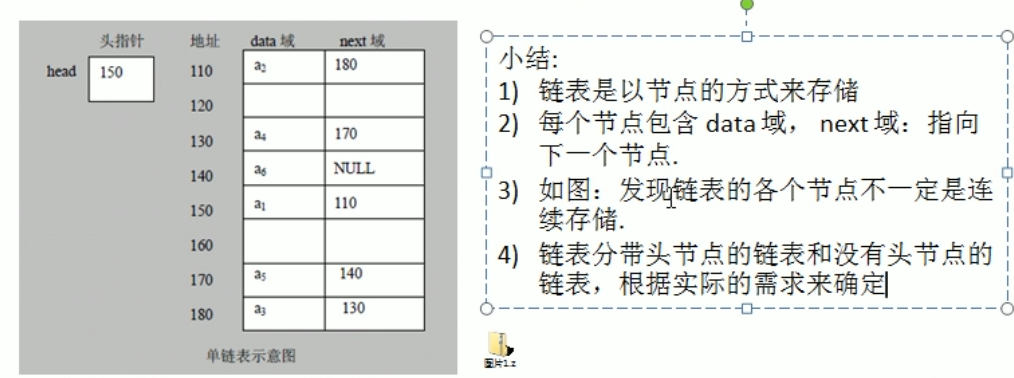 头指针 地址 data 域 next 域
head 150
110 a₂ 180
120
130 a₄ 170
140 a₆ NULL
150 a₁ 110
160
170 a₅ 140
180 a₃ 130
单链表示意图
小结:
1) 链表是以节点的方式来存储
2) 每个节点包含 data 域， next 域：指向
下一个节点.
3) 如图：发现链表的各个节点不一定是连
续存储.
4) 链表分带头节点的链表和没有头节点的
链表，根据实际的需求来确定
图片1.z